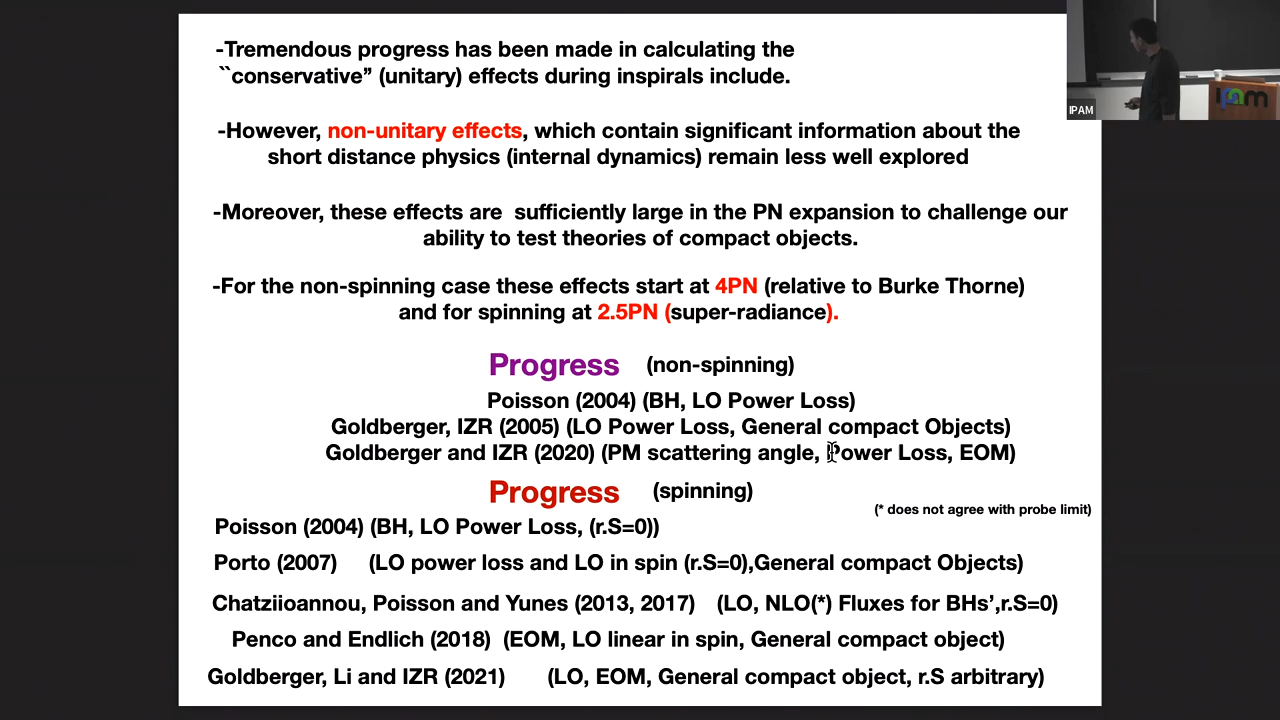 -Tremendous progress has been made in calculating the
``conservative” (unitary) effects during inspirals include.
-However, non-unitary effects, which contain significant information about the
short distance physics (internal dynamics) remain less well explored
-Moreover, these effects are sufficiently large in the PN expansion to challenge our
ability to test theories of compact objects.
-For the non-spinning case these effects start at 4PN (relative to Burke Thorne)
and for spinning at 2.5PN (super-radiance).
Progress (non-spinning)
Poisson (2004) (BH, LO Power Loss)
Goldberger, IZR (2005) (LO Power Loss, General compact Objects)
Goldberger and IZR (2020) (PM scattering angle, Power Loss, EOM)
Progress (spinning)
(* does not agree with probe limit)
Poisson (2004) (BH, LO Power Loss, (r.S=0))
Porto (2007) (LO power loss and LO in spin (r.S=0),General compact Objects)
Chatziioannou, Poisson and Yunes (2013, 2017) (LO, NLO(*) Fluxes for BHs’,r.S=0)
Penco and Endlich (2018) (EOM, LO linear in spin, General compact object)
Goldberger, Li and IZR (2021) (LO, EOM, General compact object, r.S arbitrary)
IPAM
ipam